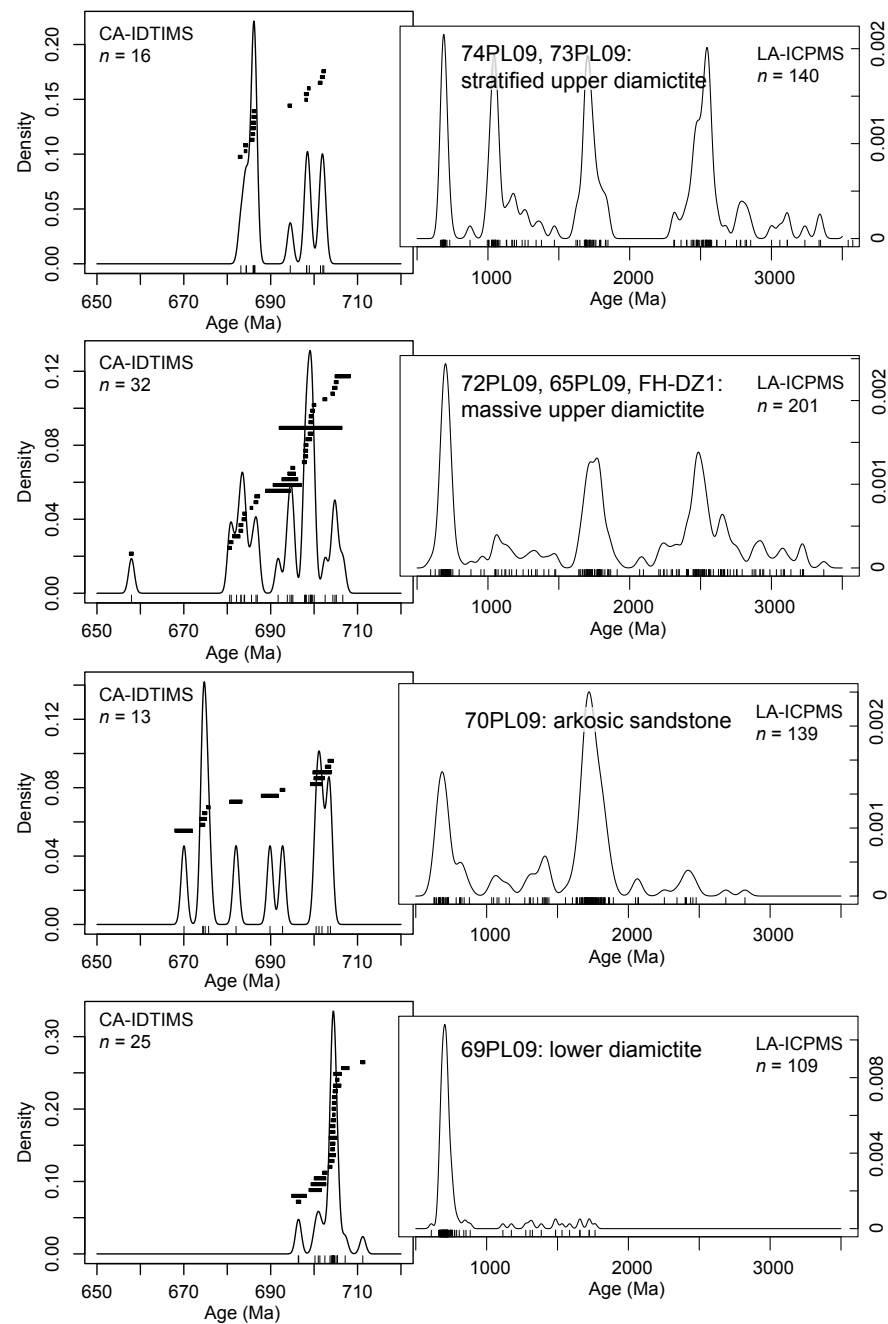 CA-IDTIMS
n = 16
Density
0.20
0.15
0.10
0.05
0.00
650 670 690 710
Age (Ma)
74PL09, 73PL09:
stratified upper diamictite
LA-ICPMS
n = 140
0.002
0.001
0
1000 2000 3000
Age (Ma)
CA-IDTIMS
n = 32
Density
0.12
0.08
0.04
0.00
650 670 690 710
Age (Ma)
72PL09, 65PL09, FH-DZ1:
massive upper diamictite
LA-ICPMS
n = 201
0.002
0.001
0
1000 2000 3000
Age (Ma)
CA-IDTIMS
n = 13
Density
0.12
0.08
0.04
0.00
650 670 690 710
Age (Ma)
70PL09: arkosic sandstone
LA-ICPMS
n = 139
0.002
0.001
0
1000 2000 3000
Age (Ma)
CA-IDTIMS
n = 25
Density
0.30
0.20
0.10
0.00
650 670 690 710
Age (Ma)
69PL09: lower diamictite
LA-ICPMS
n = 109
0.008
0.004
0
1000 2000 3000
Age (Ma)